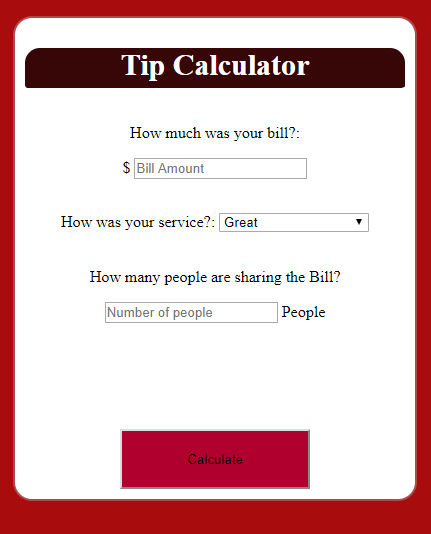 Tip Calculator
How much was your bill?:
$ Bill Amount
How was your service?: Great
How many people are sharing the Bill?
Number of people People
Calculate